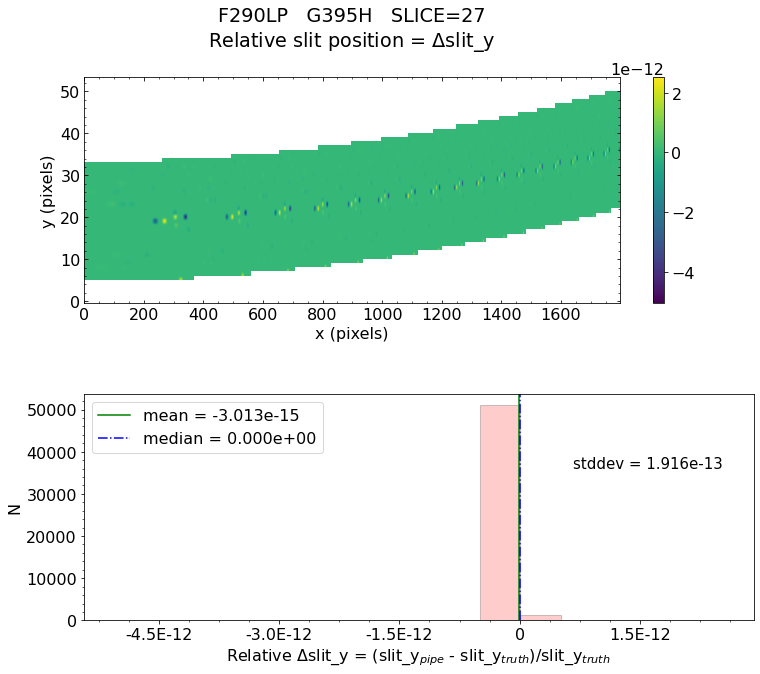 F290LP   G395H   SLICE=27
Relative slit position = Δslit_y
1e−12
50
40
30
20
10
0
y (pixels)
0 200 400 600 800 1000 1200 1400 1600
x (pixels)
2
0
−2
−4
50000
40000
30000
20000
10000
0
N
mean = -3.013e-15
median = 0.000e+00
stddev = 1.916e-13
-4.5E-12 -3.0E-12 -1.5E-12 0 1.5E-12
Relative Δslit_y = (slit_y_pipe - slit_y_truth)/slit_y_truth